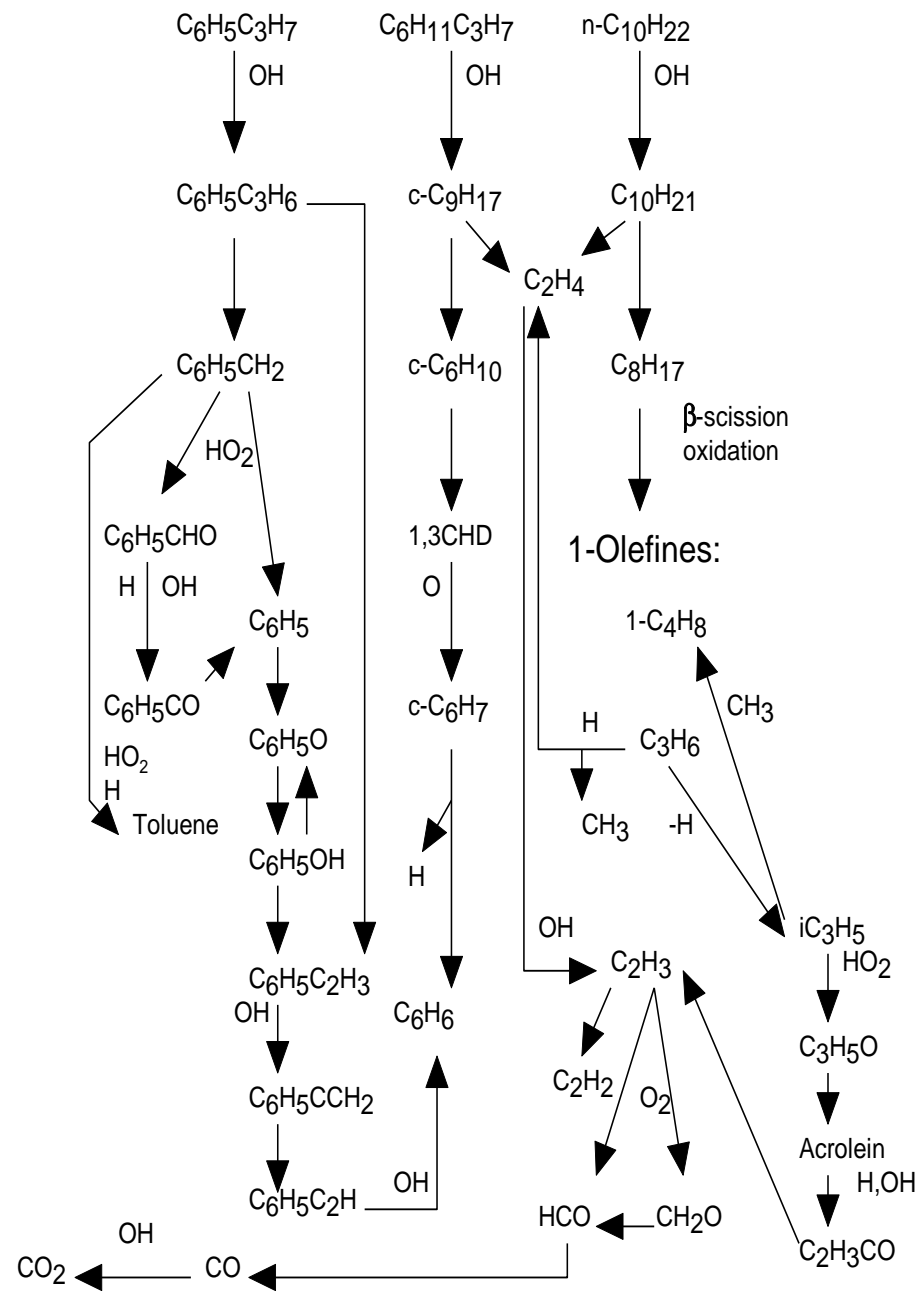 C6H5C3H7 C6H11C3H7 n-C10H22
OH OH OH
C6H5C3H6 c-C9H17 C10H21
C2H4
C6H5CH2 c-C6H10 C8H17
β-scission
HO2 oxidation
C6H5CHO 1,3CHD 1-Olefines:
H OH O
C6H5 1-C4H8
C6H5CO c-C6H7 CH3
H
C6H5O C3H6
HO2
H
Toluene CH3 -H
C6H5OH
H
OH iC3H5
C6H5C2H3 C2H3 HO2
OH
C6H6
C3H5O
C2H2 O2
C6H5CCH2
Acrolein
OH H,OH
C6H5C2H HCO CH2O
OH C2H3CO
CO2 CO